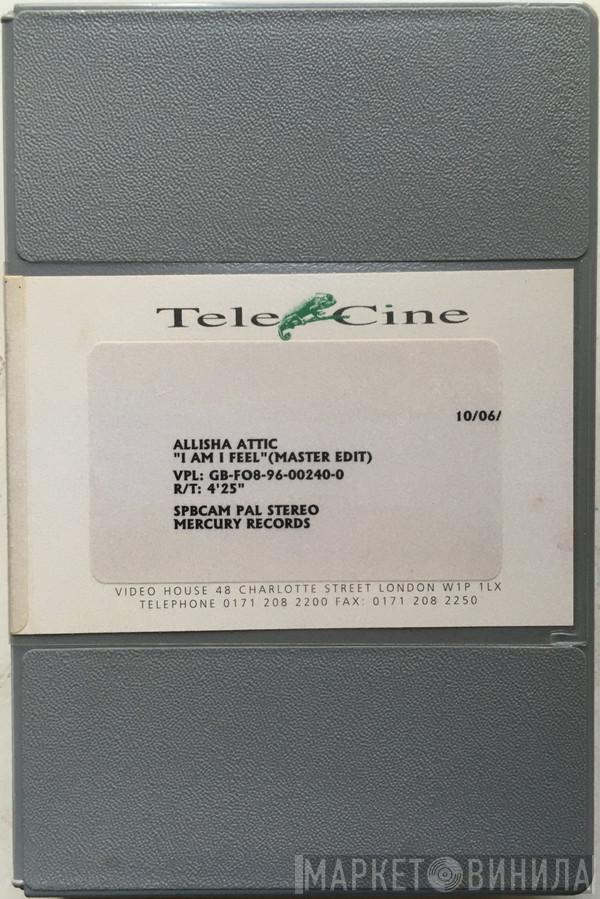 Tele Cine
10/06/
ALLISHA ATTIC
"I AM I FEEL"(MASTER EDIT)
VPL: GB-FO8-96-00240-0
R/T: 4'25"
SPBCAM PAL STEREO
MERCURY RECORDS
VIDEO HOUSE 48 CHARLOTTE STREET LONDON W1P 1LX
TELEPHONE 0171 208 2200 FAX: 0171 208 2250
МАРКЕТ ВИНИЛА